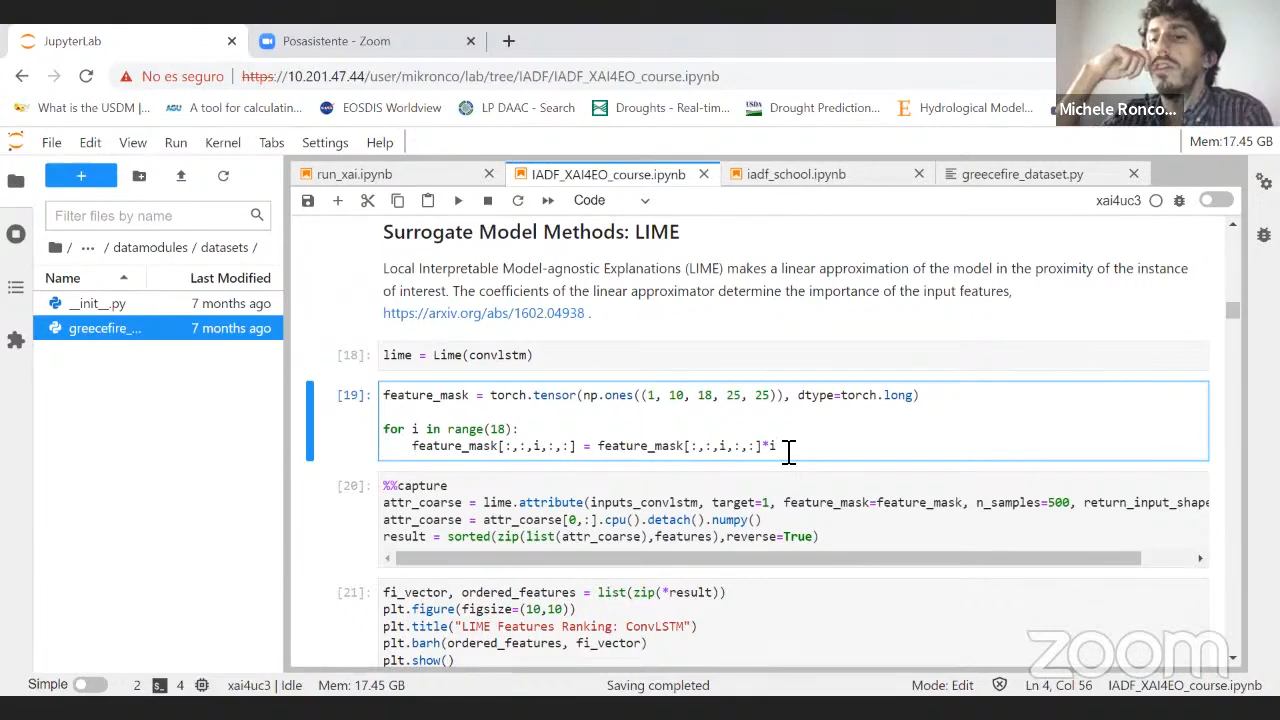 JupyterLab
Posasistente - Zoom
No es seguro
https://10.201.47.44/user/mikronco/lab/tree/IADF/IADF_XAI4EO_course.ipynb
What is the USDM |...
AGU
A tool for calculatin...
EOSDIS Worldview
LP DAAC - Search
Droughts - Real-tim...
USDA
Drought Prediction...
Hydrological Model...
Michele Ronco...
File
Edit
View
Run
Kernel
Tabs
Settings
Help
Mem:17.45 GB
run_xai.ipynb
IADF_XAI4EO_course.ipynb
iadf_school.ipynb
greecefire_dataset.py
Filter files by name
Code
xai4uc3
/ ... / datamodules / datasets /
Name
Last Modified
__init__.py
7 months ago
greecefire_...
7 months ago
Surrogate Model Methods: LIME
Local Interpretable Model-agnostic Explanations (LIME) makes a linear approximation of the model in the proximity of the instance
of interest. The coefficients of the linear approximator determine the importance of the input features,
https://arxiv.org/abs/1602.04938 .
[18]: lime = Lime(convlstm)
[19]: feature_mask = torch.tensor(np.ones((1, 10, 18, 25, 25)), dtype=torch.long)
for i in range(18):
feature_mask[:,:,i,:,:] = feature_mask[:,:,i,:,:]*i
[20]: %%capture
attr_coarse = lime.attribute(inputs_convlstm, target=1, feature_mask=feature_mask, n_samples=500, return_input_shape
attr_coarse = attr_coarse[0,:].cpu().detach().numpy()
result = sorted(zip(list(attr_coarse),features),reverse=True)
[21]: fi_vector, ordered_features = list(zip(*result))
plt.figure(figsize=(10,10))
plt.title("LIME Features Ranking: ConvLSTM")
plt.barh(ordered_features, fi_vector)
plt.show()
zoom
Simple
2
4
xai4uc3 | Idle
Mem: 17.45 GB
Saving completed
Mode: Edit
Ln 4, Col 56
IADF_XAI4EO_course.ipynb